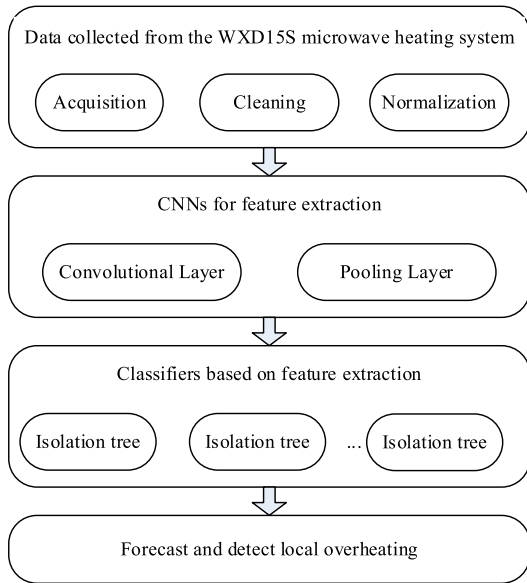 Data collected from the WXD15S microwave heating system
Acquisition
Cleaning
Normalization
CNNs for feature extraction
Convolutional Layer
Pooling Layer
Classifiers based on feature extraction
Isolation tree
Isolation tree
...
Isolation tree
Forecast and detect local overheating